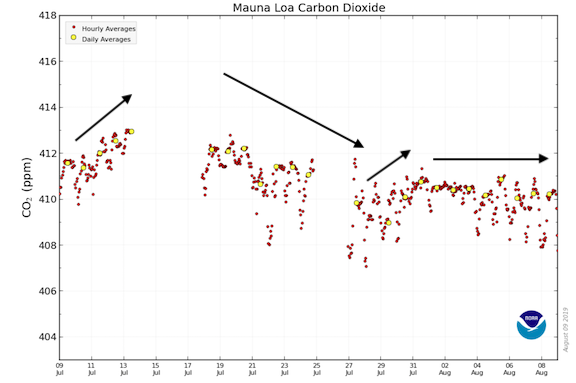 Mauna Loa Carbon Dioxide
418
416
414
412
410
408
406
404
CO₂ (ppm)
Hourly Averages
Daily Averages
09 Jul
11 Jul
13 Jul
15 Jul
17 Jul
19 Jul
21 Jul
23 Jul
25 Jul
27 Jul
29 Jul
31 Jul
02 Aug
04 Aug
06 Aug
08 Aug
NOAA
August 09 2019